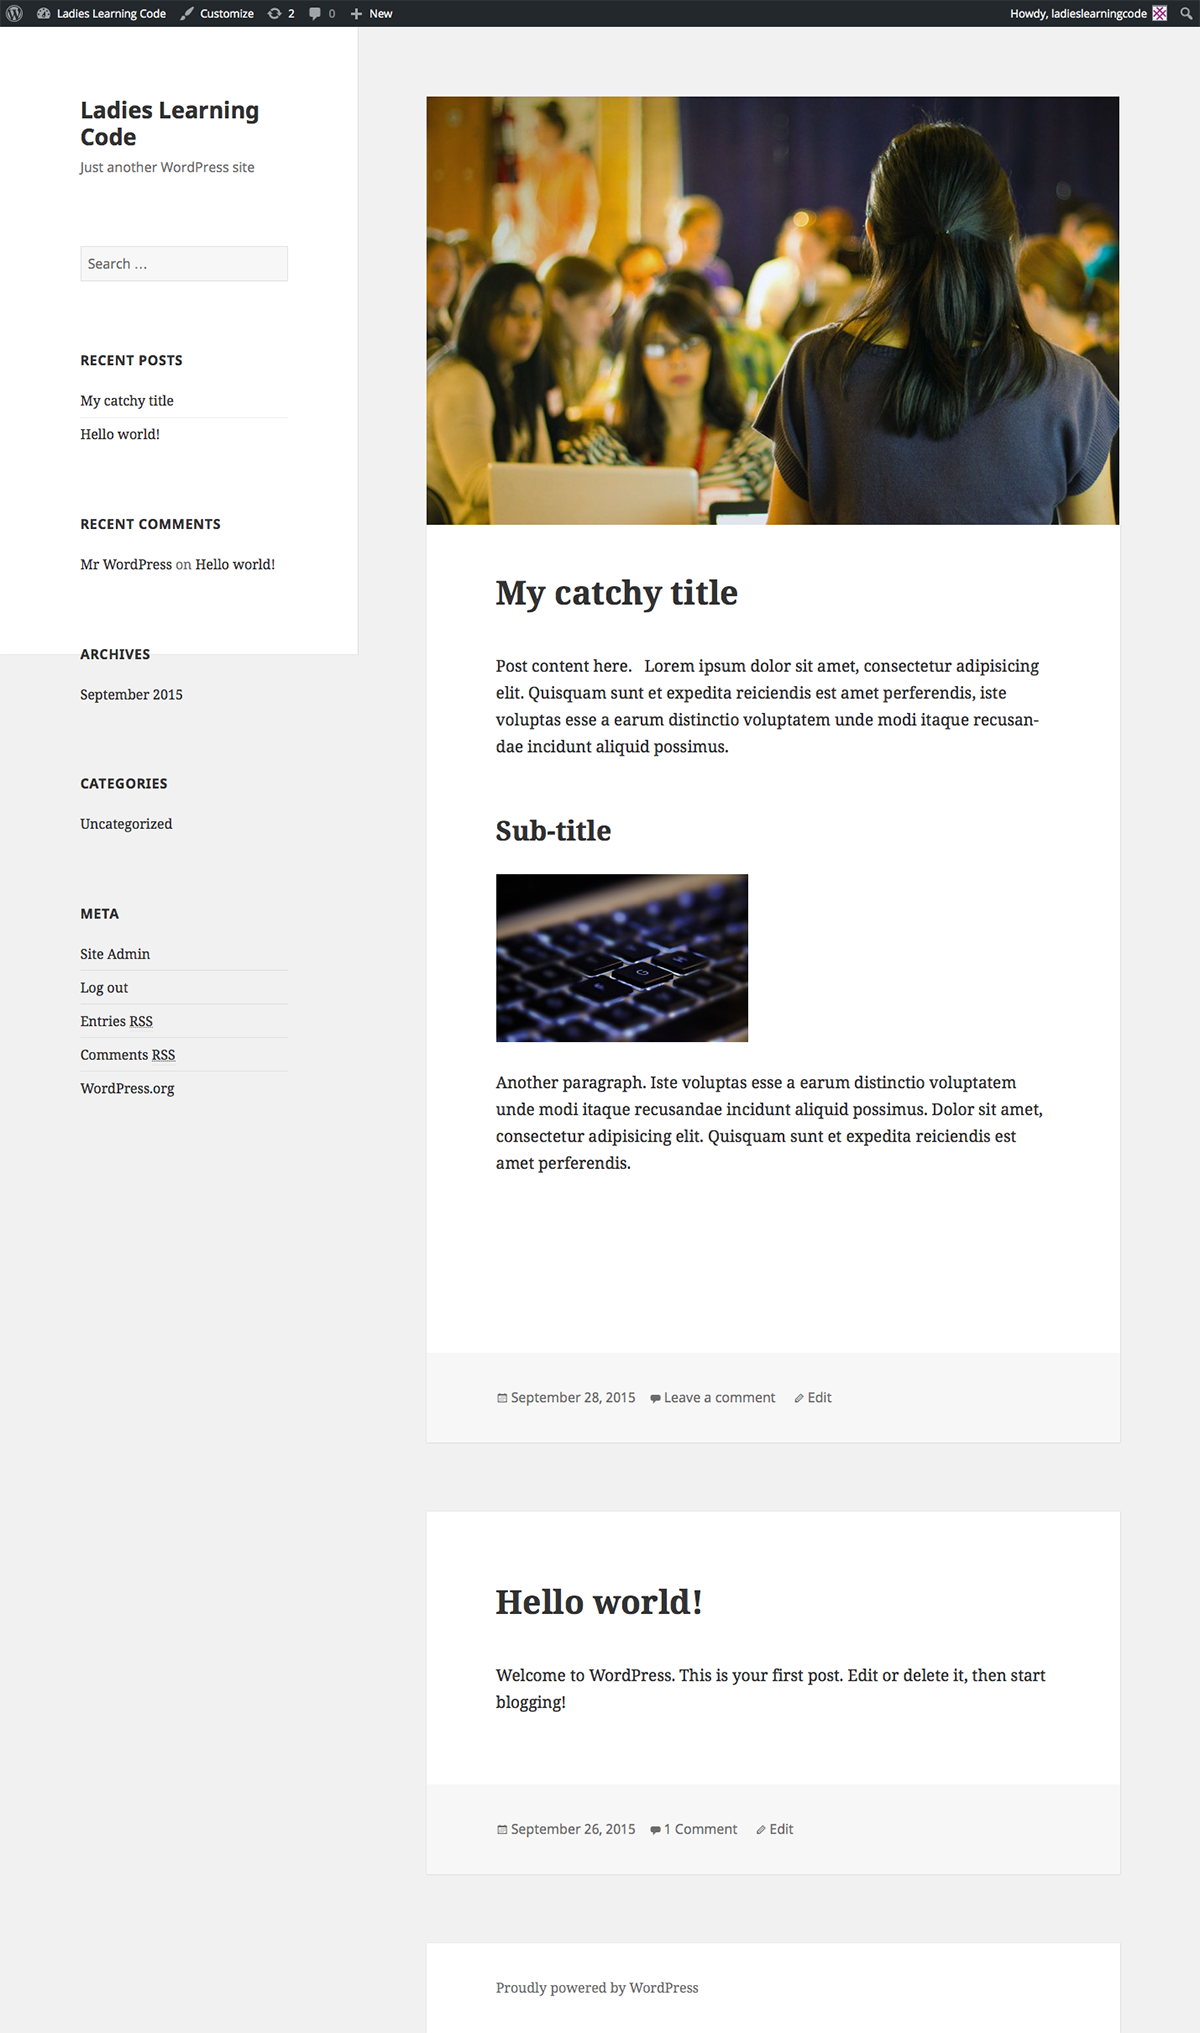 Ladies Learning Code Customize 2 0 New Howdy, ladieslearningcode
Ladies Learning
Code
Just another WordPress site
Search …
RECENT POSTS
My catchy title
Hello world!
RECENT COMMENTS
Mr WordPress on Hello world!
ARCHIVES
September 2015
CATEGORIES
Uncategorized
META
Site Admin
Log out
Entries RSS
Comments RSS
WordPress.org
My catchy title
Post content here.   Lorem ipsum dolor sit amet, consectetur adipisicing
elit. Quisquam sunt et expedita reiciendis est amet perferendis, iste
voluptas esse a earum distinctio voluptatem unde modi itaque recusan-
dae incidunt aliquid possimus.
Sub-title
G H
F
Another paragraph. Iste voluptas esse a earum distinctio voluptatem
unde modi itaque recusandae incidunt aliquid possimus. Dolor sit amet,
consectetur adipisicing elit. Quisquam sunt et expedita reiciendis est
amet perferendis.
September 28, 2015 Leave a comment Edit
Hello world!
Welcome to WordPress. This is your first post. Edit or delete it, then start
blogging!
September 26, 2015 1 Comment Edit
Proudly powered by WordPress